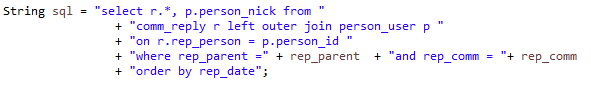 String sql = "select r.*, p.person_nick from "
+ "comm_reply r left outer join person_user p "
+ "on r.rep_person = p.person_id "
+ "where rep_parent =" + rep_parent + "and rep_comm = "+ rep_comm
+ "order by rep_date";